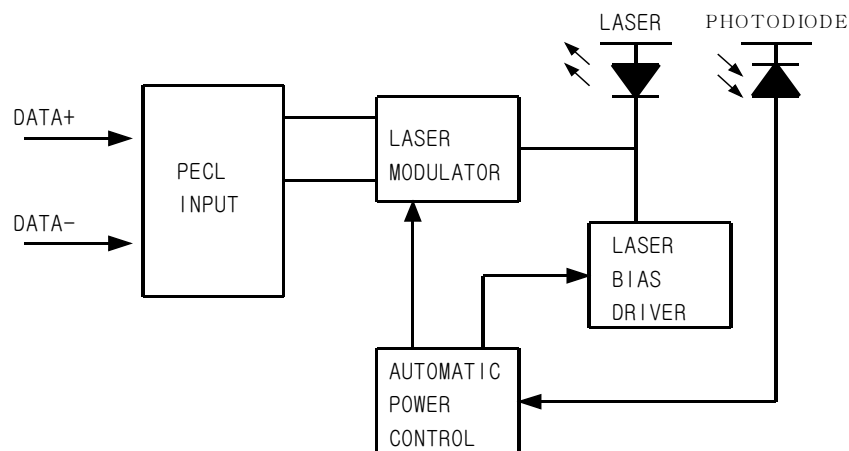 LASER
PHOTODIODE
DATA+
PECL
INPUT
LASER
MODULATOR
DATA-
LASER
BIAS
DRIVER
AUTOMATIC
POWER
CONTROL